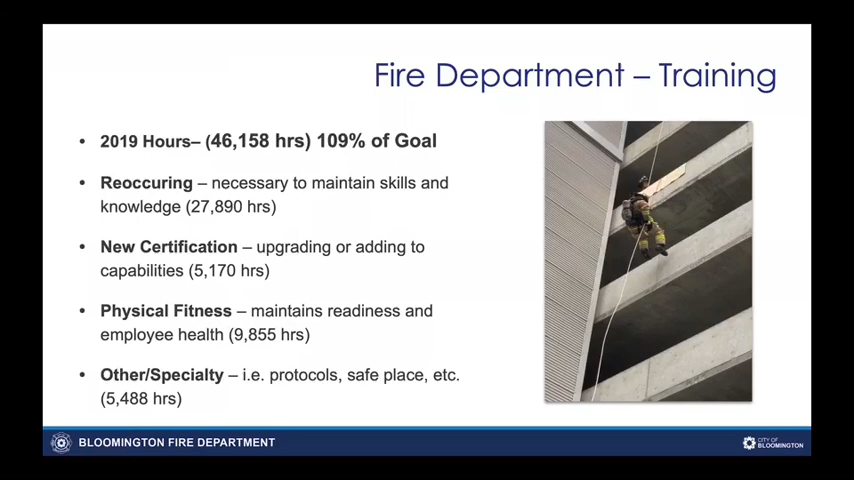 Fire Department – Training
• 2019 Hours– (46,158 hrs) 109% of Goal
• Reoccuring – necessary to maintain skills and
knowledge (27,890 hrs)
• New Certification – upgrading or adding to
capabilities (5,170 hrs)
• Physical Fitness – maintains readiness and
employee health (9,855 hrs)
• Other/Specialty – i.e. protocols, safe place, etc.
(5,488 hrs)
BLOOMINGTON FIRE DEPARTMENT
CITY OF
BLOOMINGTON